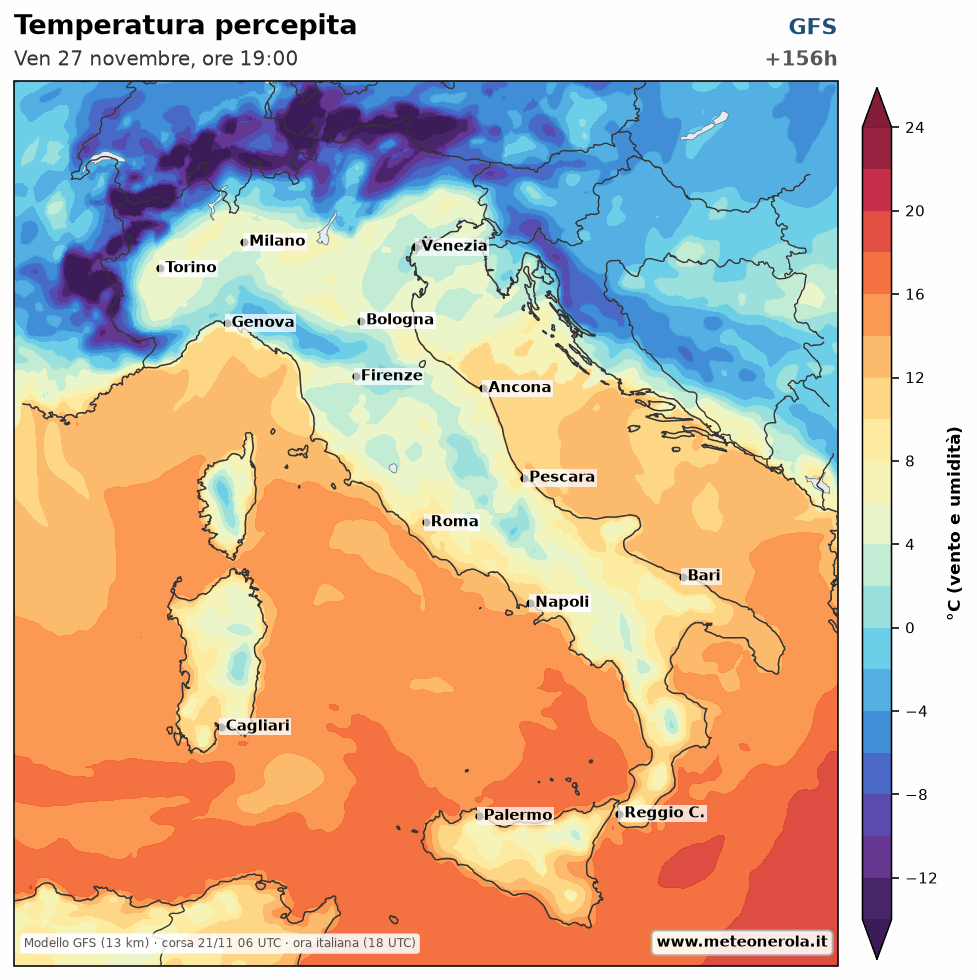 Temperatura percepita
GFS
Ven 27 novembre, ore 19:00
+156h
Milano
Venezia
Torino
Genova
Bologna
Firenze
Ancona
Pescara
Roma
Bari
Napoli
Cagliari
Palermo
Reggio C.
24
20
16
12
8
4
0
−4
−8
−12
°C (vento e umidità)
Modello GFS (13 km) · corsa 21/11 06 UTC · ora italiana (18 UTC)
www.meteonerola.it